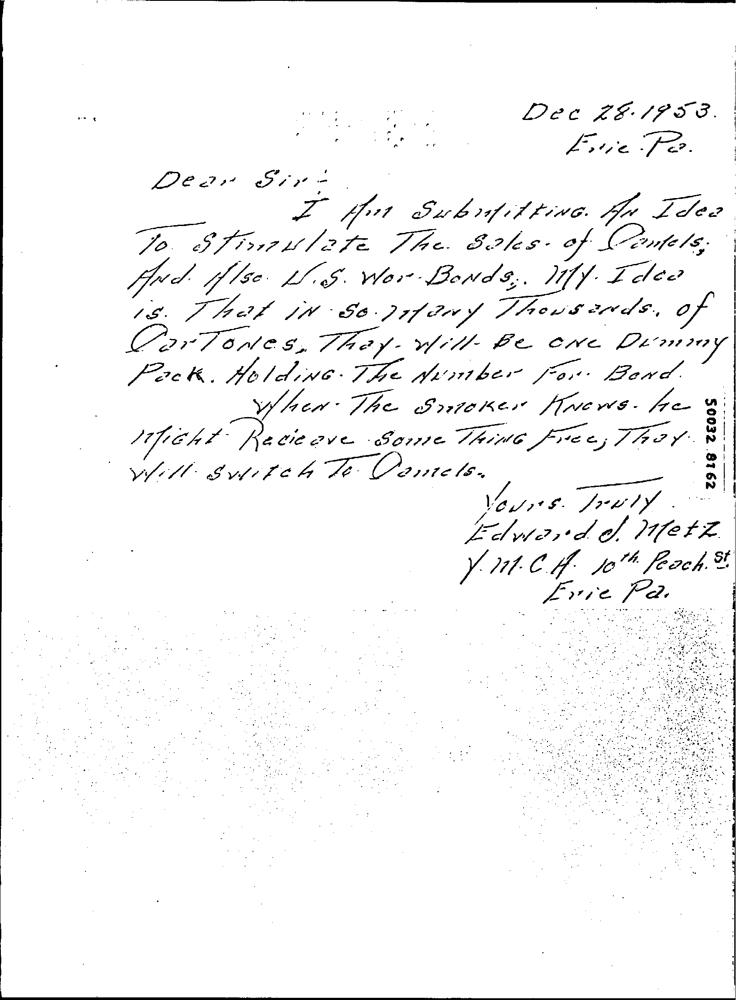 Dec 28.1953.
Erie. Pa.
Dear Sir:-
I Am Submitting. An Idea
To Stimulate The. Sales. of Camels;
And. Also U.S. War. Bonds;. My. Idea
is. That in so. Many Thousands. of
CarTones, They. will. Be one Dummy
Pack. Holding. The Number For. Bond.
When. The Smoker Knows. he
Might. Recieave Some Thing Free; They
Will. Switch To Camels.
Yours. Truly
Edward J. Metz
Y.M.C.A. 10th. Peach. St.
Erie Pa.
50032 8162